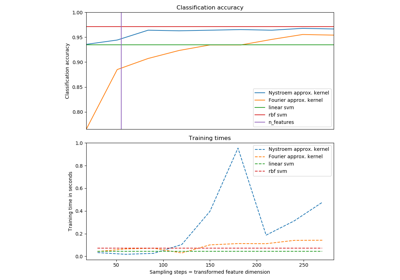 Classification accuracy
1.00
0.95
0.90
0.85
0.80
Classification accuracy
Nystroem approx. kernel
Fourier approx. kernel
linear svm
rbf svm
n_features
Training times
1.0
0.8
0.6
0.4
0.2
0.0
Training time in seconds
Nystroem approx. kernel
Fourier approx. kernel
linear svm
rbf svm
50 100 150 200 250
Sampling steps = transformed feature dimension